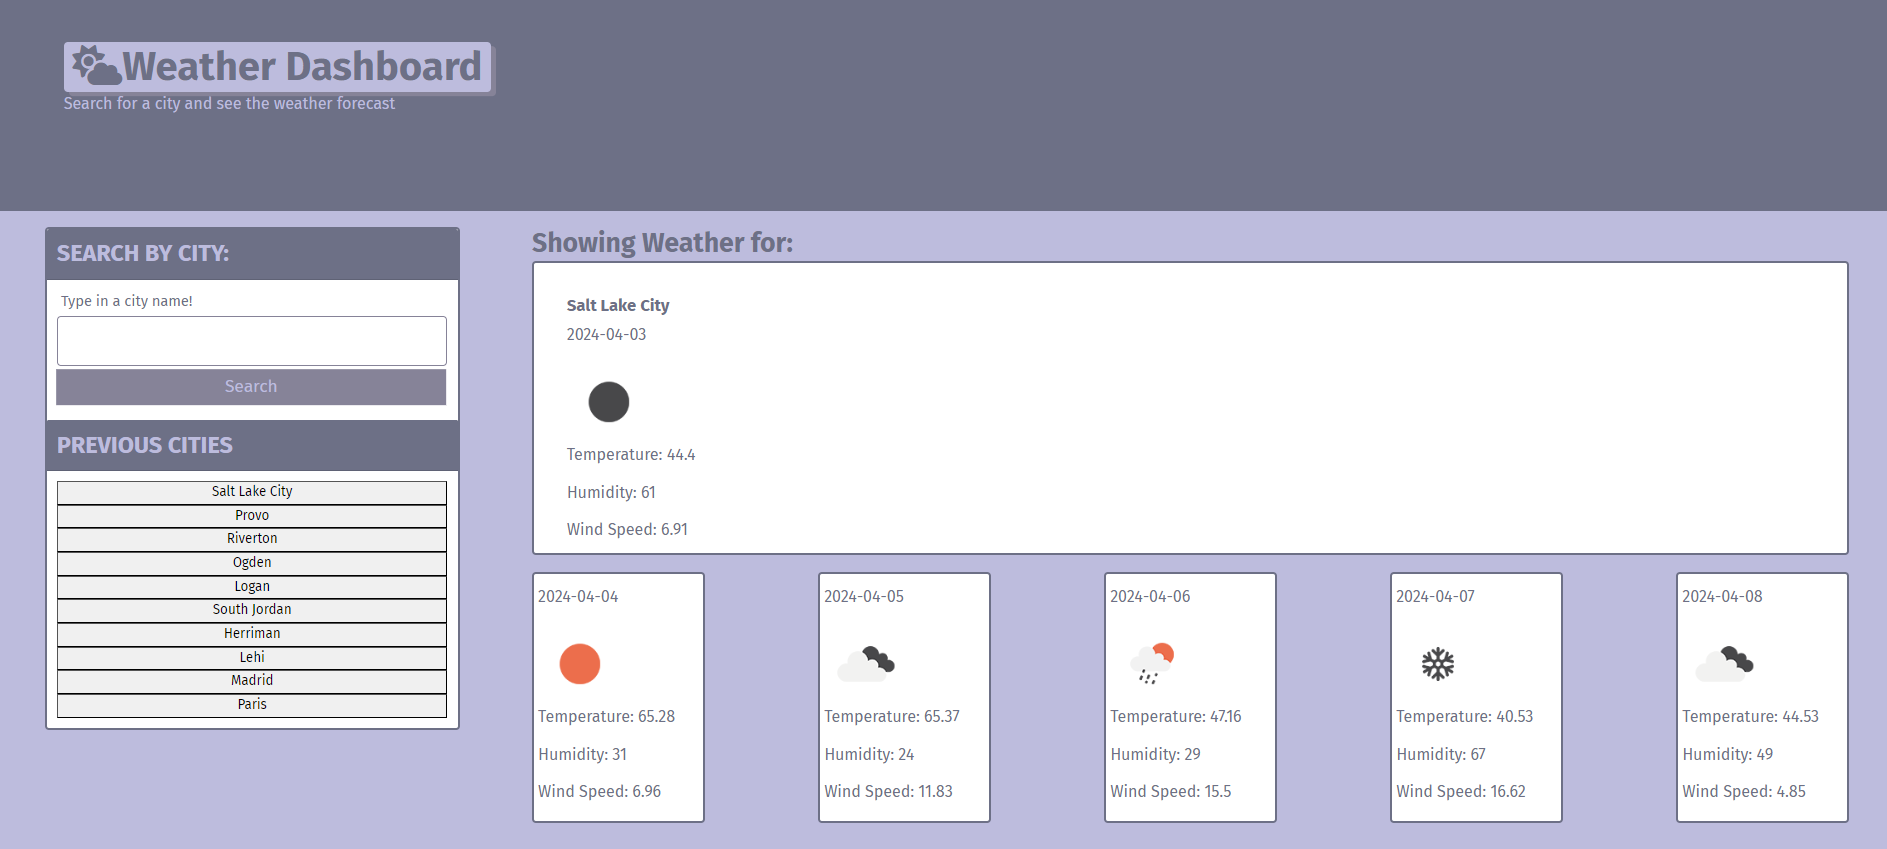 Weather Dashboard
Search for a city and see the weather forecast
SEARCH BY CITY:
Type in a city name!
Search
PREVIOUS CITIES
Salt Lake City
Provo
Riverton
Ogden
Logan
South Jordan
Herriman
Lehi
Madrid
Paris
Showing Weather for:
Salt Lake City
2024-04-03
Temperature: 44.4
Humidity: 61
Wind Speed: 6.91
2024-04-04
Temperature: 65.28
Humidity: 31
Wind Speed: 6.96
2024-04-05
Temperature: 65.37
Humidity: 24
Wind Speed: 11.83
2024-04-06
Temperature: 47.16
Humidity: 29
Wind Speed: 15.5
2024-04-07
Temperature: 40.53
Humidity: 67
Wind Speed: 16.62
2024-04-08
Temperature: 44.53
Humidity: 49
Wind Speed: 4.85